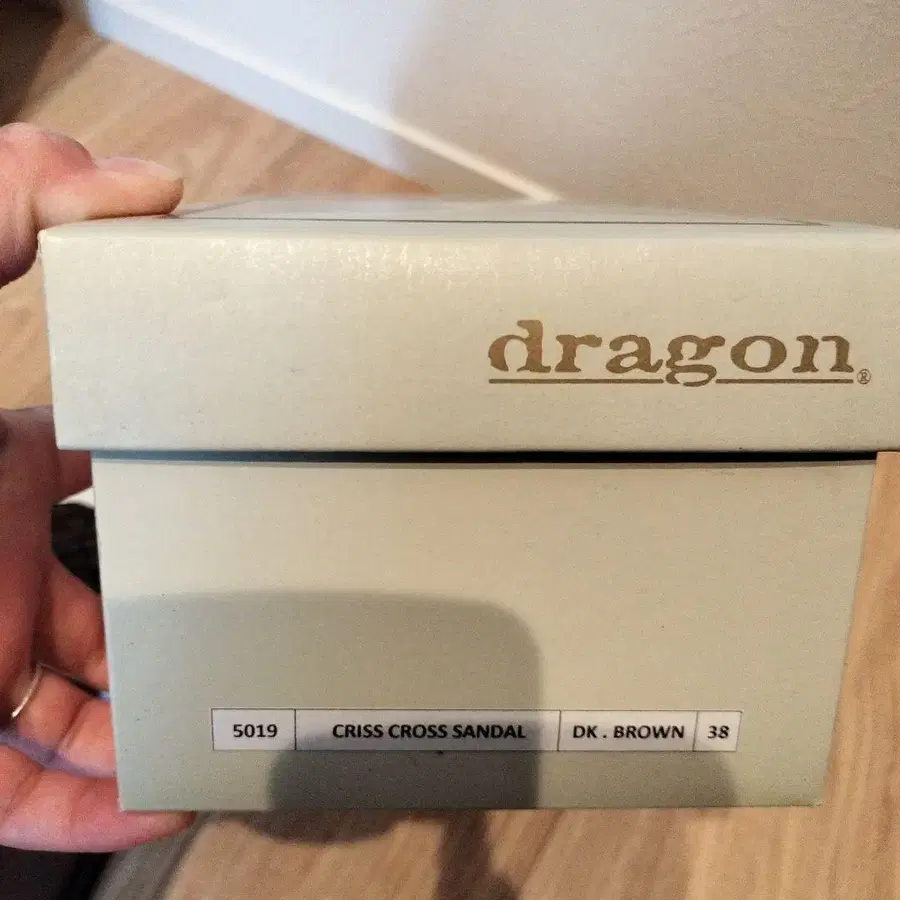 dragon®
5019 CRISS CROSS SANDAL DK . BROWN 38